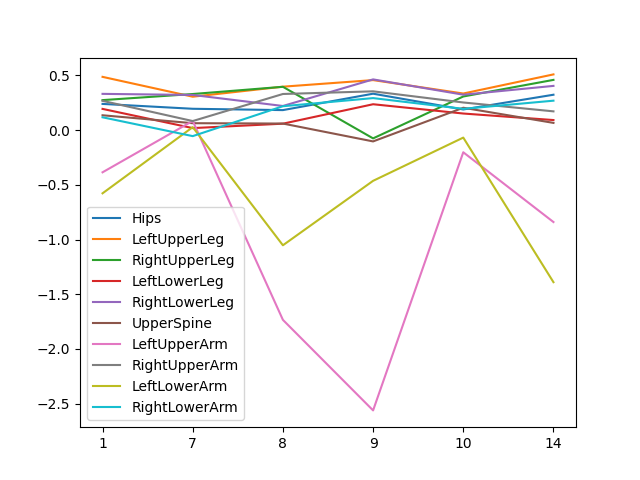 0.5
0.0
−0.5
−1.0
−1.5
−2.0
−2.5
Hips
LeftUpperLeg
RightUpperLeg
LeftLowerLeg
RightLowerLeg
UpperSpine
LeftUpperArm
RightUpperArm
LeftLowerArm
RightLowerArm
1 7 8 9 10 14